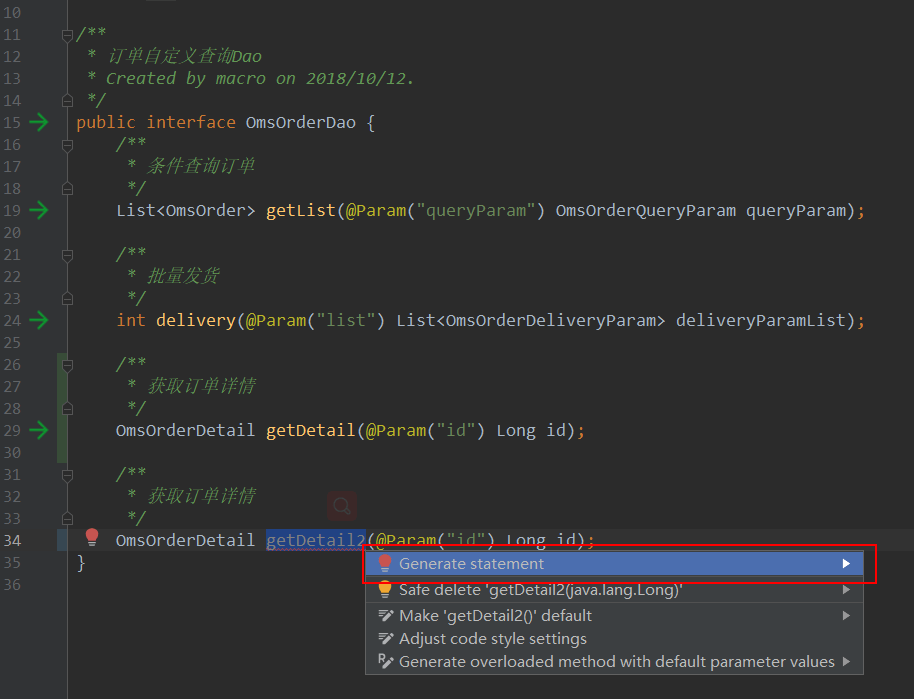 10
11 /**
12 * 订单自定义查询Dao
13 * Created by macro on 2018/10/12.
14 */
15 public interface OmsOrderDao {
16 /**
17 * 条件查询订单
18 */
19 List<OmsOrder> getList(@Param("queryParam") OmsOrderQueryParam queryParam);
20
21 /**
22 * 批量发货
23 */
24 int delivery(@Param("list") List<OmsOrderDeliveryParam> deliveryParamList);
25
26 /**
27 * 获取订单详情
28 */
29 OmsOrderDetail getDetail(@Param("id") Long id);
30
31 /**
32 * 获取订单详情
33 */
34 OmsOrderDetail getDetail2(@Param("id") Long id);
35 }
Generate statement
36
Safe delete 'getDetail2(java.lang.Long)'
Make 'getDetail2()' default
Adjust code style settings
Generate overloaded method with default parameter values